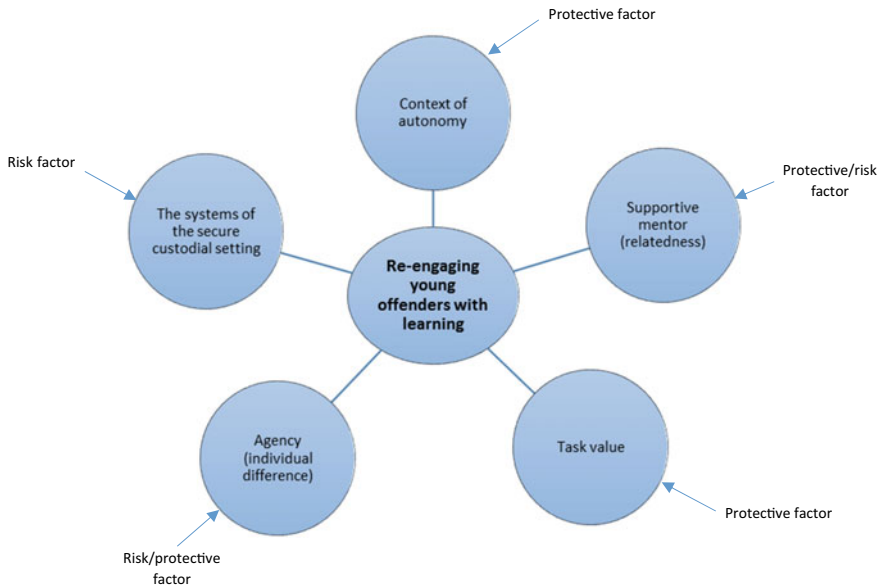 Protective factor
Context of
autonomy
Risk factor
Protective/risk
factor
The systems of
the secure
custodial setting
Supportive
mentor
(relatedness)
Re-engaging
young
offenders with
learning
Agency
(individual
difference)
Task value
Protective factor
Risk/protective
factor